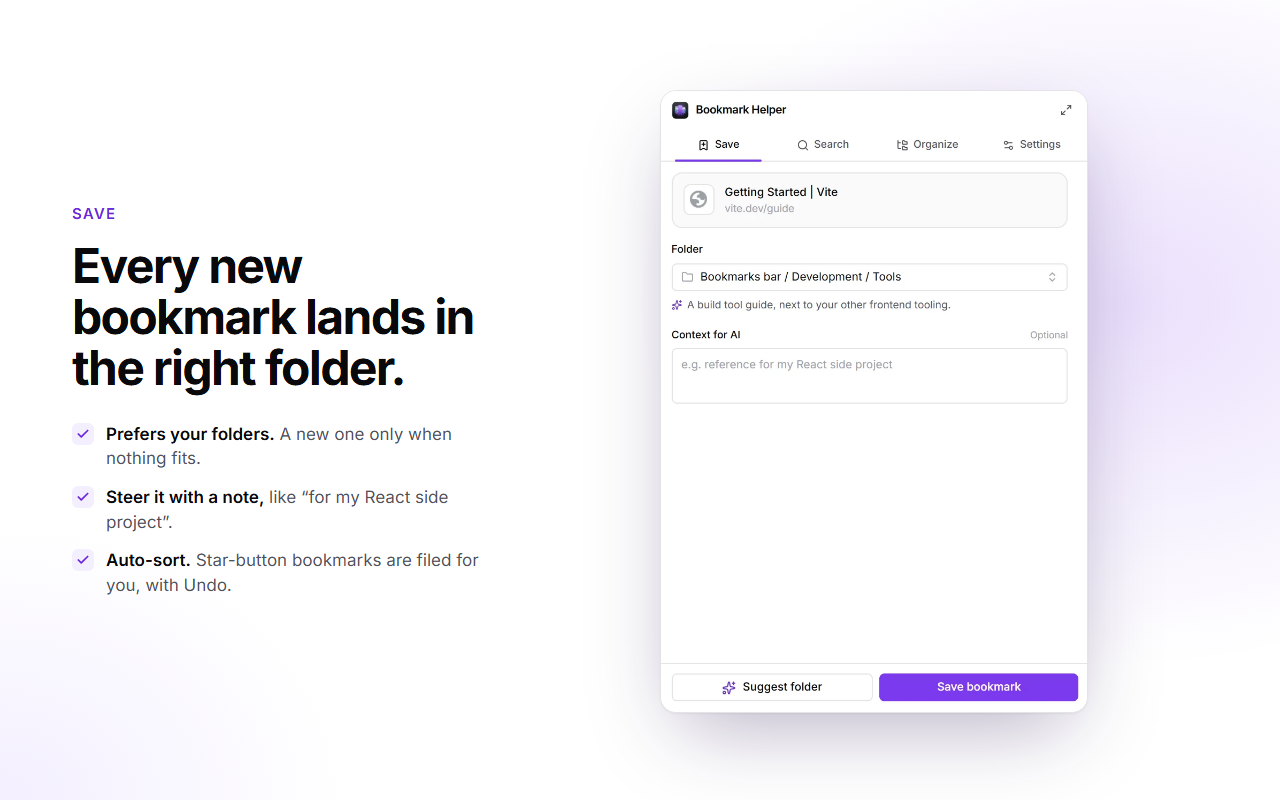 SAVE
Every new
bookmark lands in
the right folder.
Prefers your folders. A new one only when
nothing fits.
Steer it with a note, like “for my React side
project”.
Auto-sort. Star-button bookmarks are filed for
you, with Undo.
Bookmark Helper
Save Search Organize Settings
Getting Started | Vite
vite.dev/guide
Folder
Bookmarks bar / Development / Tools
A build tool guide, next to your other frontend tooling.
Context for AI Optional
e.g. reference for my React side project
Suggest folder Save bookmark